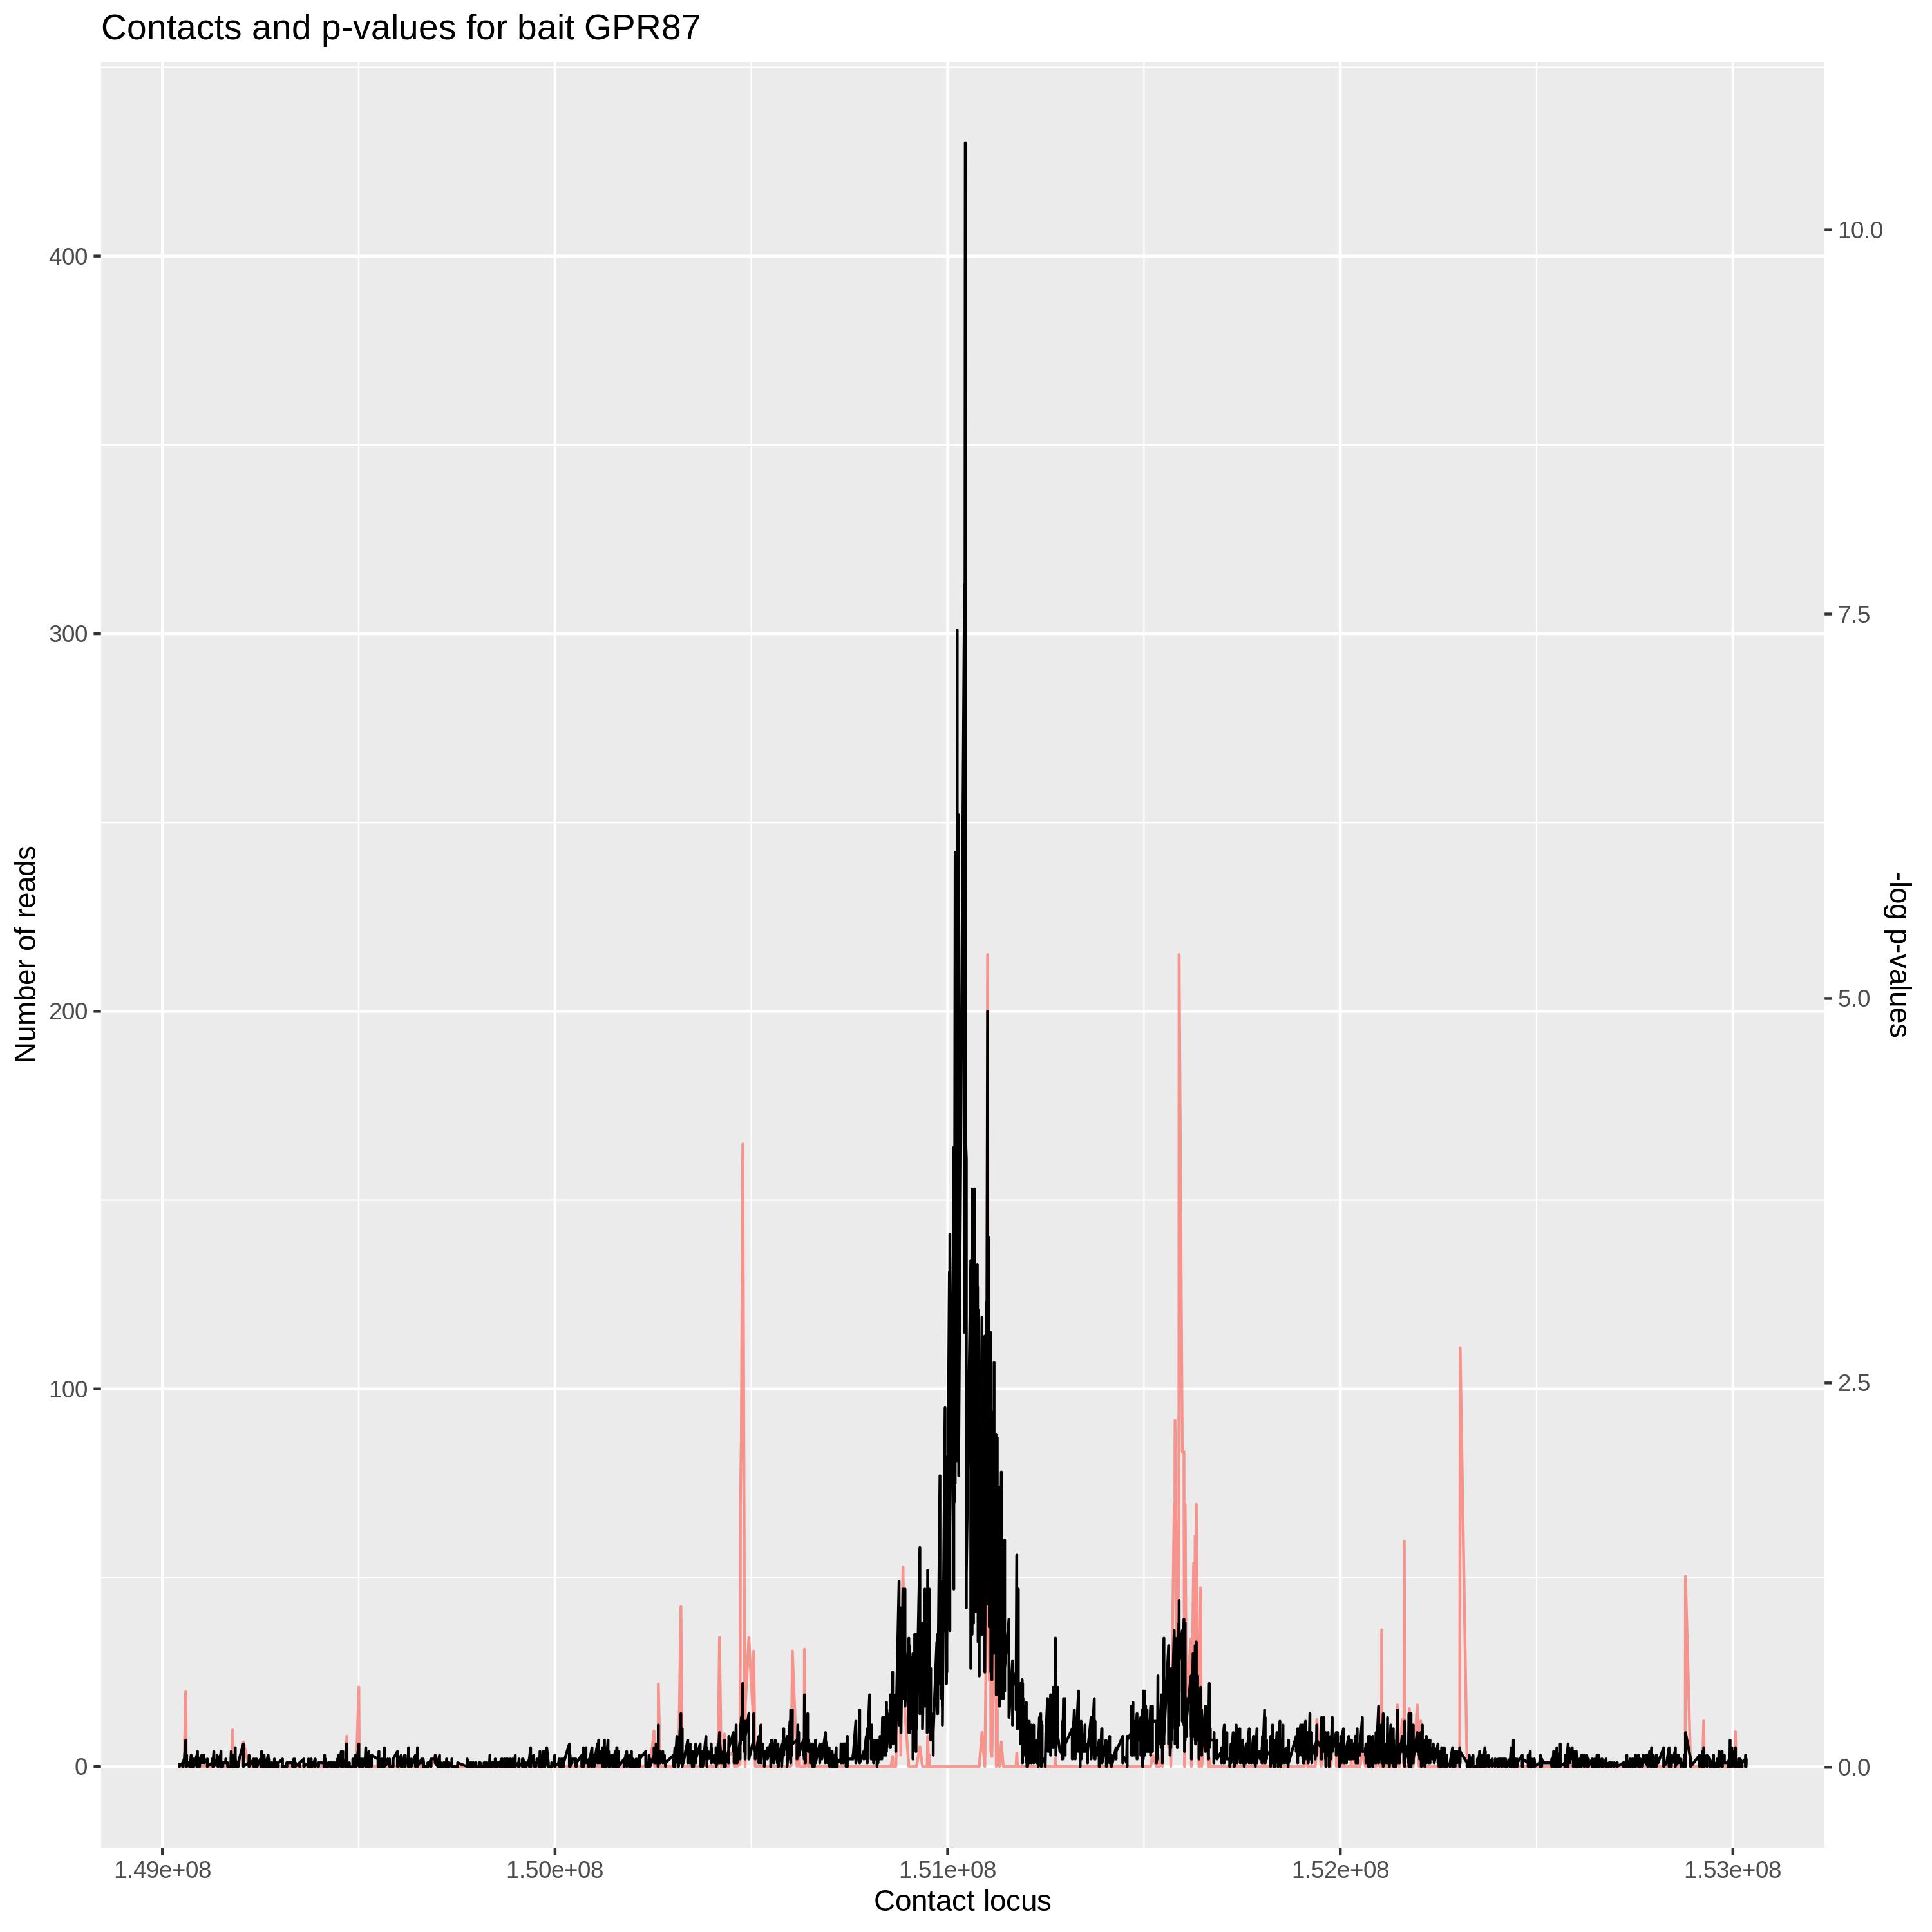 Contacts and p-values for bait GPR87
Number of reads
400
300
200
100
0
10.0
7.5
5.0
2.5
0.0
-log p-values
1.49e+08
1.50e+08
1.51e+08
1.52e+08
1.53e+08
Contact locus